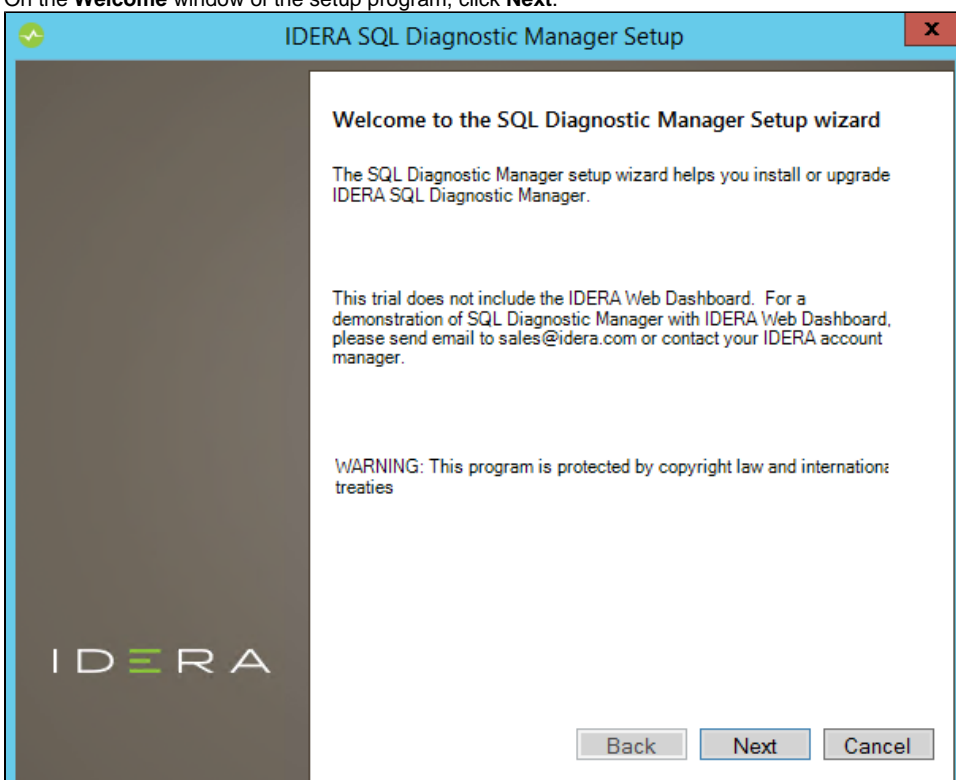 On the Welcome window of the setup program, click Next.
IDERA SQL Diagnostic Manager Setup
x
Welcome to the SQL Diagnostic Manager Setup wizard
The SQL Diagnostic Manager setup wizard helps you install or upgrade
IDERA SQL Diagnostic Manager.
This trial does not include the IDERA Web Dashboard. For a
demonstration of SQL Diagnostic Manager with IDERA Web Dashboard,
please send email to sales@idera.com or contact your IDERA account
manager.
WARNING: This program is protected by copyright law and internationa
treaties
IDERA
Back Next Cancel